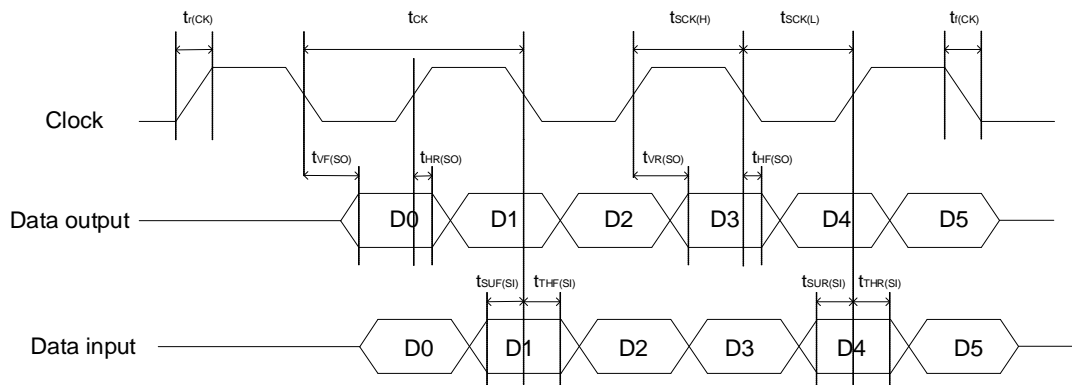 tr(CK) tCK tSCK(H) tSCK(L) tf(CK)
Clock
tVF(SO) tHR(SO) tVR(SO) tHF(SO)
Data output D0 D1 D2 D3 D4 D5
tSUF(SI) tTHF(SI) tSUR(SI) tTHR(SI)
Data input D0 D1 D2 D3 D4 D5